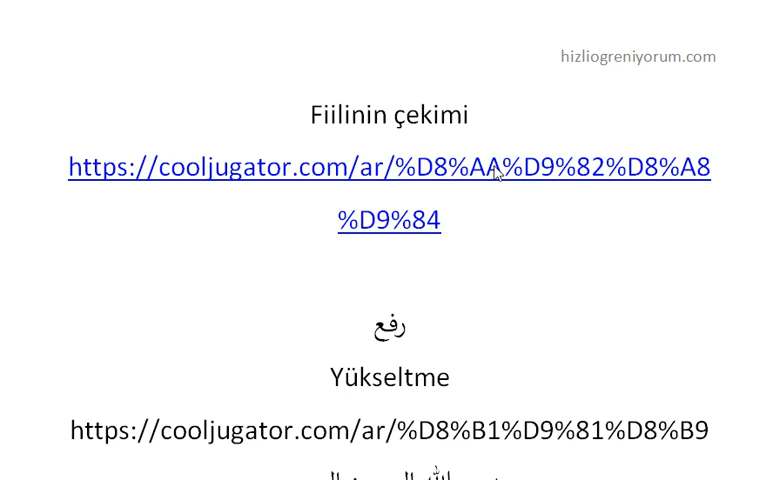 hizliogreniyorum.com
Fiilinin çekimi
https://cooljugator.com/ar/%D8%AA%D9%82%D8%A8
%D9%84
رفع
Yükseltme
https://cooljugator.com/ar/%D8%B1%D9%81%D8%B9